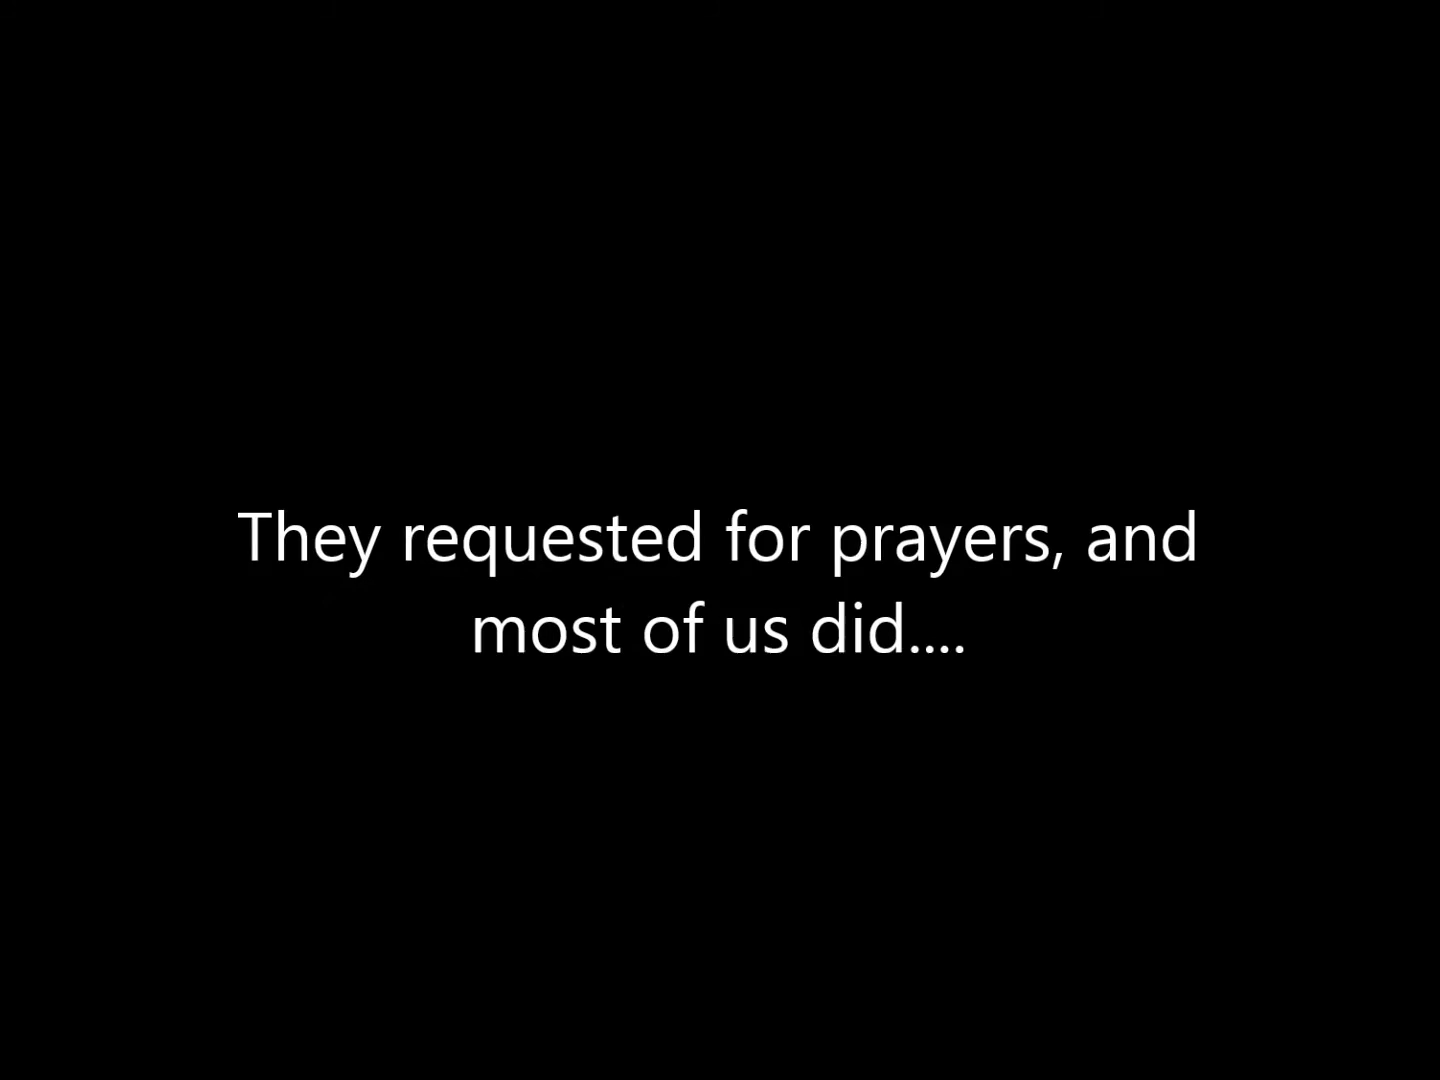 They requested for prayers, and
most of us did....